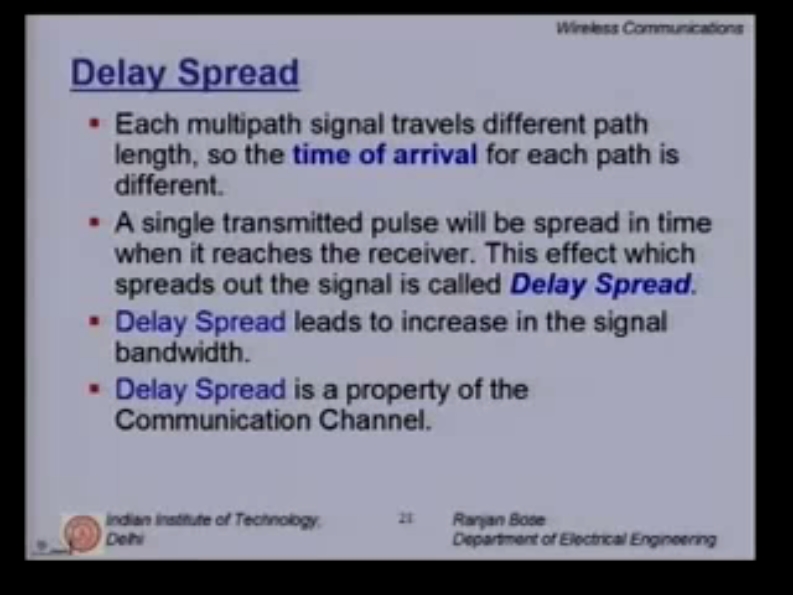 Wireless Communications
Delay Spread
Each multipath signal travels different path
length, so the time of arrival for each path is
different.
A single transmitted pulse will be spread in time
when it reaches the receiver. This effect which
spreads out the signal is called Delay Spread.
Delay Spread leads to increase in the signal
bandwidth.
Delay Spread is a property of the
Communication Channel.
Indian Institute of Technology,
Delhi
Ranjan Bose
Department of Electrical Engineering